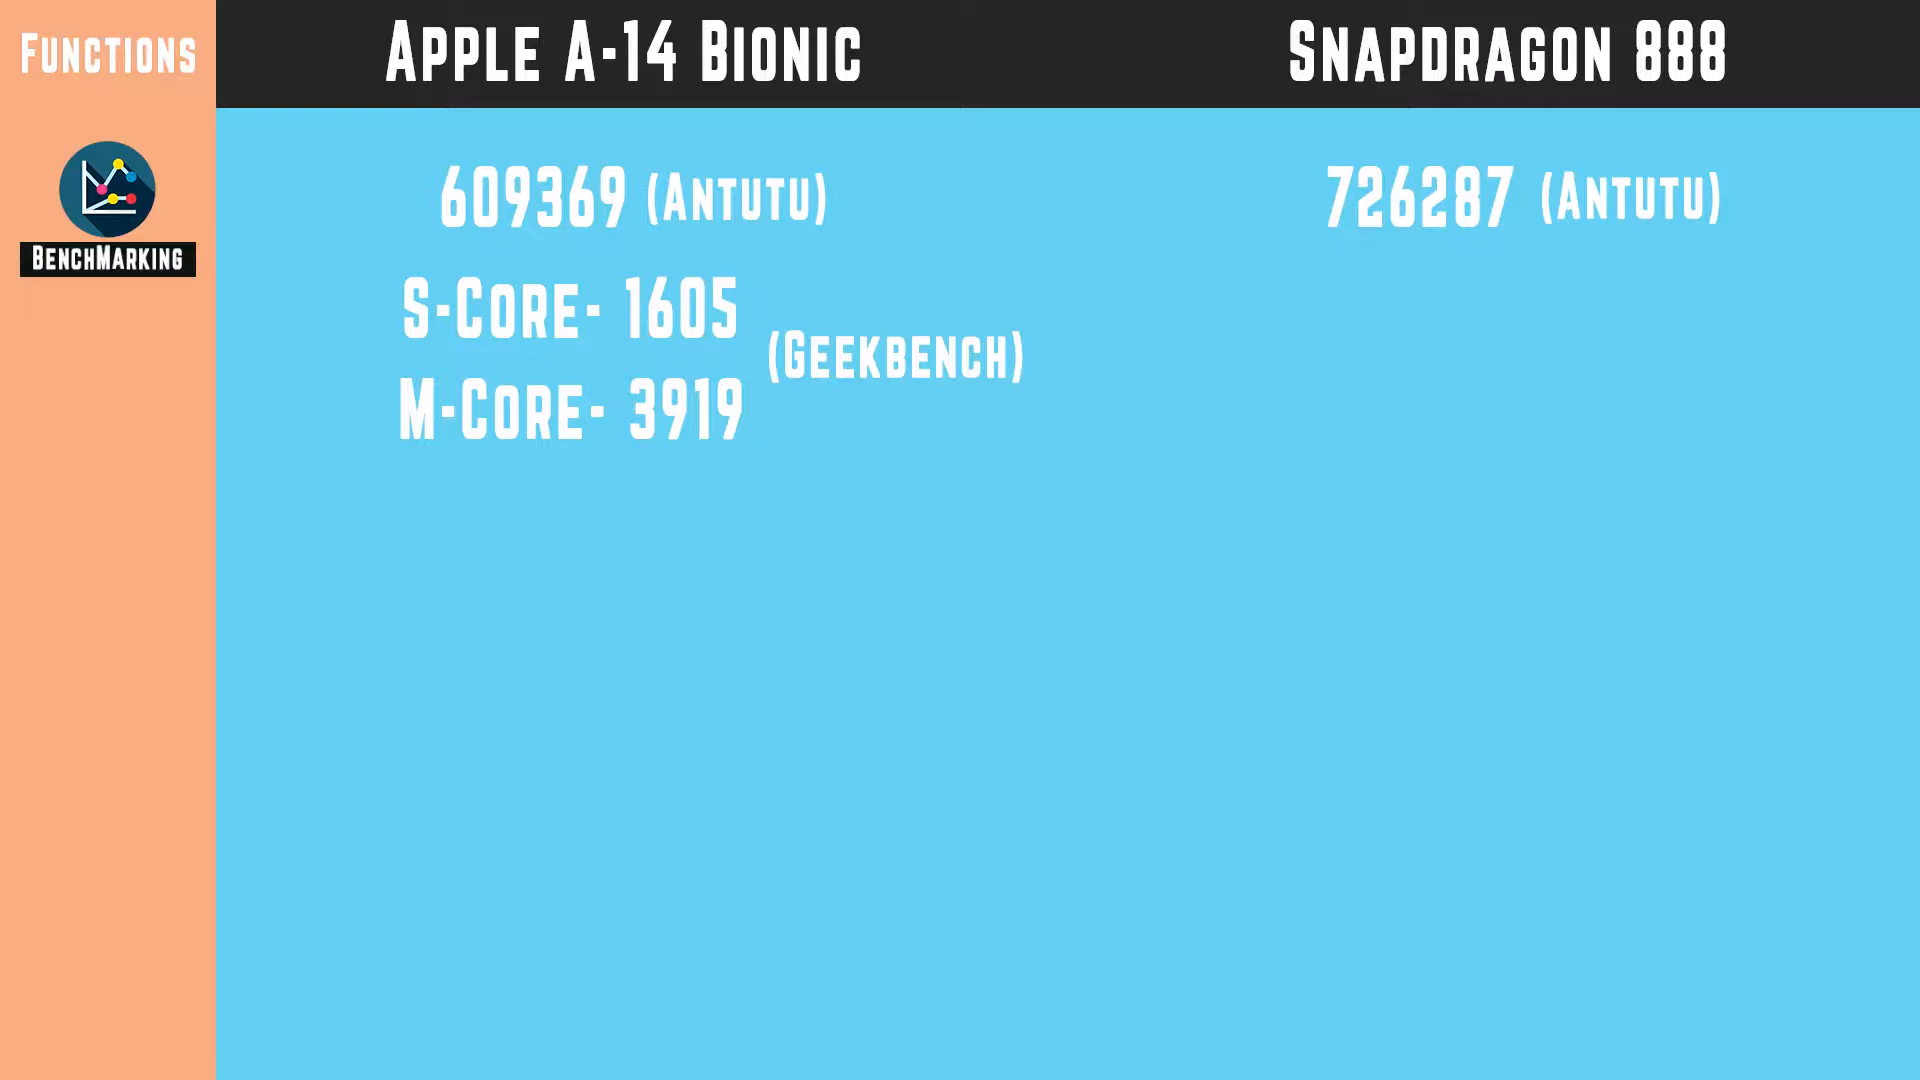 Functions
Apple A-14 Bionic
Snapdragon 888
BenchMarking
609369 (Antutu)
726287 (Antutu)
S-Core- 1605
(Geekbench)
M-Core- 3919